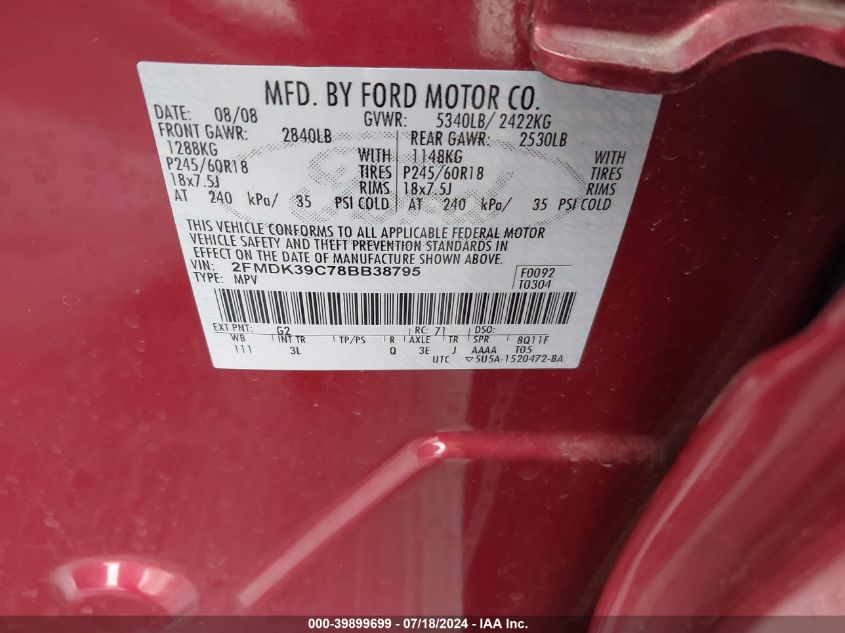 MFD. BY FORD MOTOR CO.
DATE: 08/08 GVWR: 5340LB/ 2422KG
FRONT GAWR: 2840LB REAR GAWR: 2530LB
1288KG WITH 1148KG WITH
P245/60R18 TIRES P245/60R18 TIRES
18x7.5J RIMS 18x7.5J RIMS
AT 240 kPa/ 35 PSI COLD AT 240 kPa/ 35 PSI COLD
THIS VEHICLE CONFORMS TO ALL APPLICABLE FEDERAL MOTOR
VEHICLE SAFETY AND THEFT PREVENTION STANDARDS IN
EFFECT ON THE DATE OF MANUFACTURE SHOWN ABOVE.
VIN: 2FMDK39C78BB38795 F0092
TYPE: MPV T0304
EXT PNT: G2 RC: 71 DSO:
WB INT TR TP/PS R AXLE TR SPR 8Q11F
111 3L Q 3E J AAAA T05
UTC ▽5U5A-1520472-BA
Ford
000-39899699 / 07/18/2024 - IAA Inc.